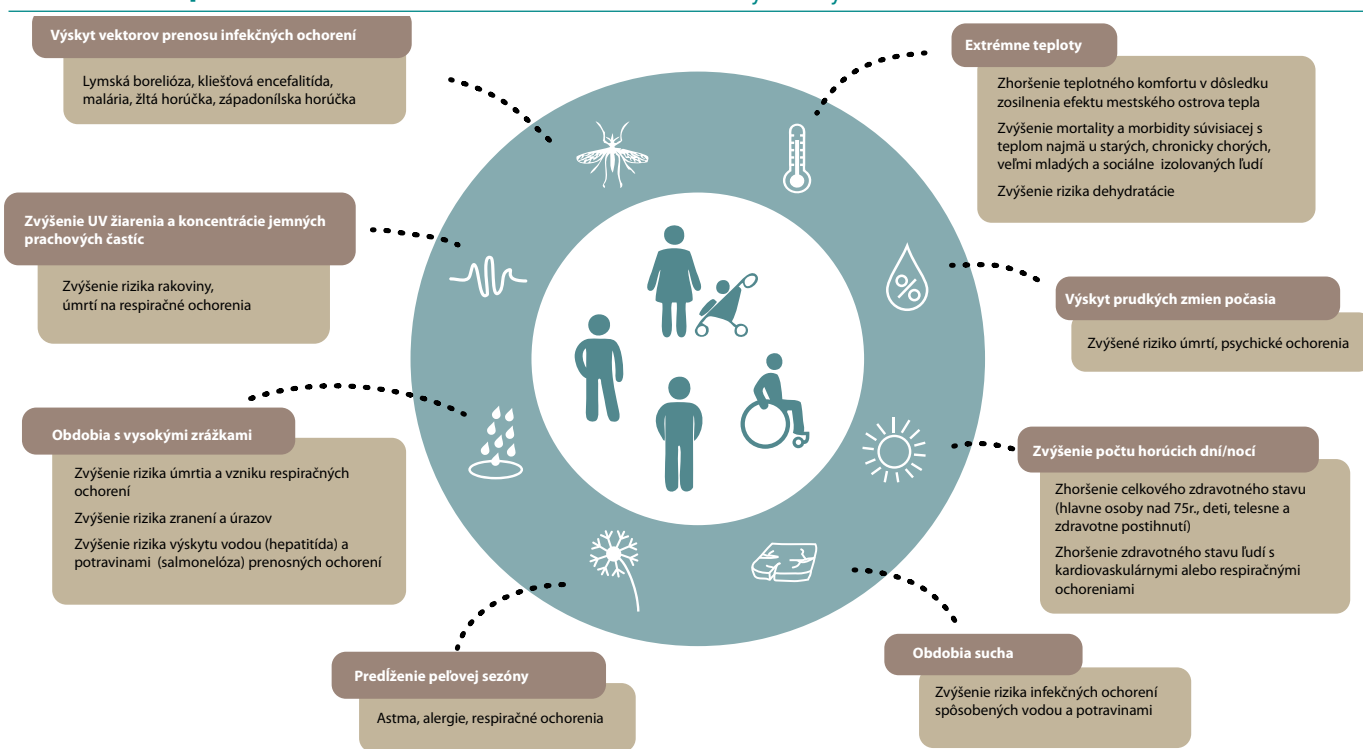 Výskyt vektorov prenosu infekčných ochorení
Lymská borelióza, kliešťová encefalitída,
malária, žltá horúčka, západonílska horúčka
Extrémne teploty
Zhoršenie teplotného komfortu v dôsledku
zosilnenia efektu mestského ostrova tepla
Zvýšenie mortality a morbidity súvisiacej s
teplom najmä u starých, chronicky chorých,
veľmi mladých a sociálne izolovaných ľudí
Zvýšenie rizika dehydratácie
Zvýšenie UV žiarenia a koncentrácie jemných
prachových častíc
Zvýšenie rizika rakoviny,
úmrtí na respiračné ochorenia
%
Výskyt prudkých zmien počasia
Zvýšené riziko úmrtí, psychické ochorenia
Obdobia s vysokými zrážkami
Zvýšenie rizika úmrtia a vzniku respiračných
ochorení
Zvýšenie rizika zranení a úrazov
Zvýšenie rizika výskytu vodou (hepatitída) a
potravinami (salmonelóza) prenosných ochorení
Zvýšenie počtu horúcich dní/nocí
Zhoršenie celkového zdravotného stavu
(hlavne osoby nad 75r., deti, telesne a
zdravotne postihnutí)
Zhoršenie zdravotného stavu ľudí s
kardiovaskulárnymi alebo respiračnými
ochoreniami
Predĺženie peľovej sezóny
Astma, alergie, respiračné ochorenia
Obdobia sucha
Zvýšenie rizika infekčných ochorení
spôsobených vodou a potravinami